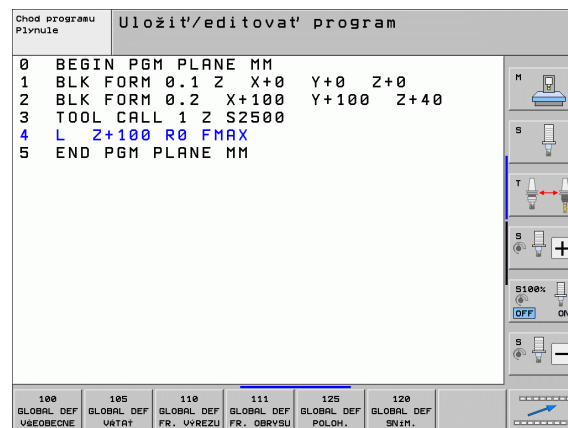 Chod programu
Plynule
Uložiť/editovať program
0 BEGIN PGM PLANE MM
1 BLK FORM 0.1 Z X+0 Y+0 Z+0
2 BLK FORM 0.2 X+100 Y+100 Z+40
3 TOOL CALL 1 Z S2500
4 L Z+100 R0 FMAX
5 END PGM PLANE MM
M
S
T
S
+
S100%
OFF ON
S
-
100 105 110 111 125 120
GLOBAL DEF GLOBAL DEF GLOBAL DEF GLOBAL DEF GLOBAL DEF GLOBAL DEF
VŠEOBECNE VŔTAŤ FR. VÝREZU FR. OBRYSU POLOH. SNÍM.